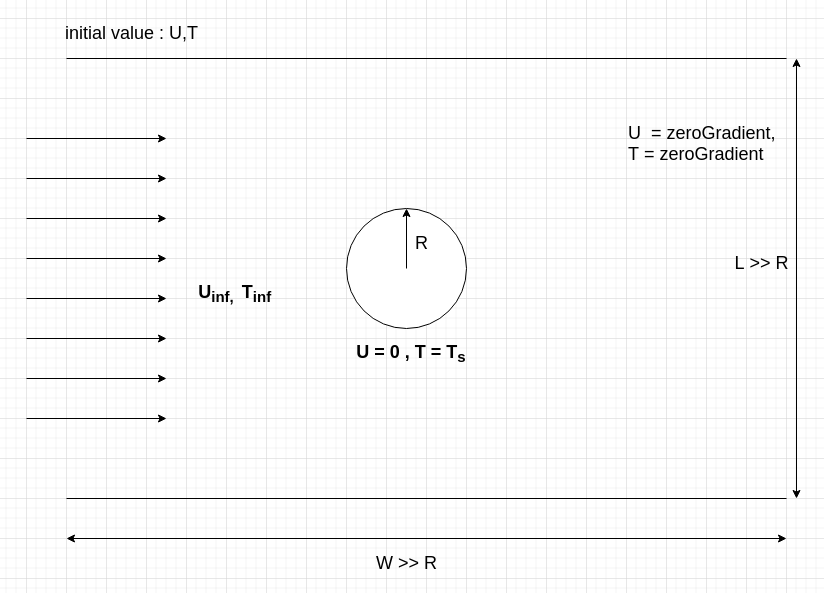 initial value : U,T
U = zeroGradient,
T = zeroGradient
R
L >> R
Uinf, Tinf
U = 0 , T = Ts
W >> R